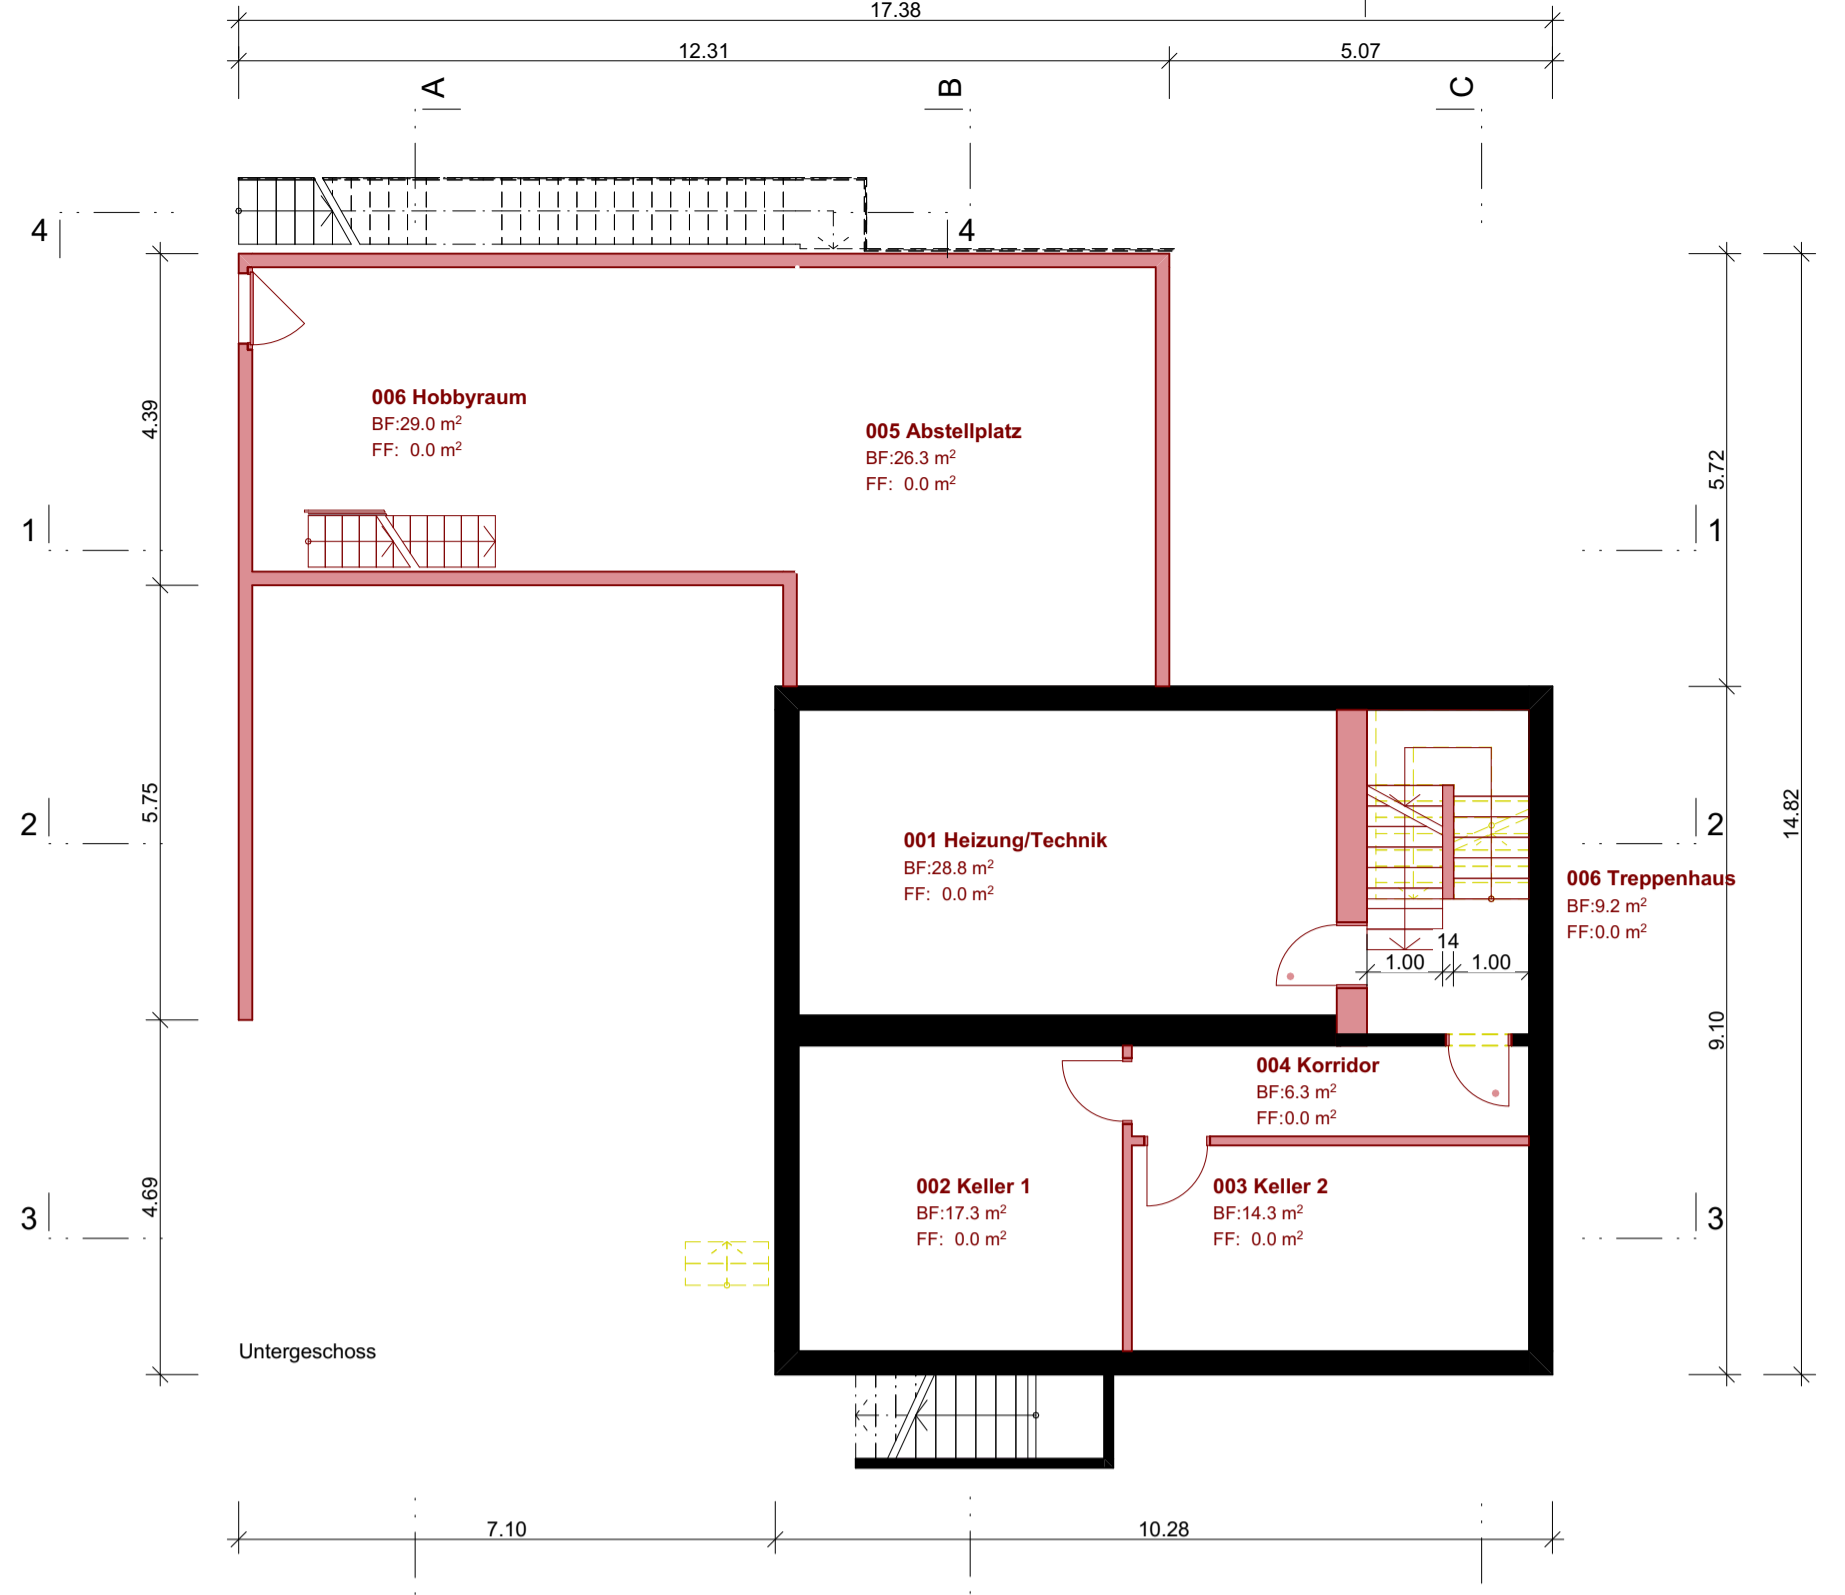 17.38
12.31
5.07
A
B
C
4
4
006 Hobbyraum
BF:29.0 m²
FF: 0.0 m²
005 Abstellplatz
BF:26.3 m²
FF: 0.0 m²
4.39
5.72
1
1
5.75
14.82
2
2
001 Heizung/Technik
BF:28.8 m²
FF: 0.0 m²
006 Treppenhaus
BF:9.2 m²
FF:0.0 m²
14
1.00
1.00
9.10
004 Korridor
BF:6.3 m²
FF:0.0 m²
4.69
3
3
002 Keller 1
BF:17.3 m²
FF: 0.0 m²
003 Keller 2
BF:14.3 m²
FF: 0.0 m²
Untergeschoss
7.10
10.28